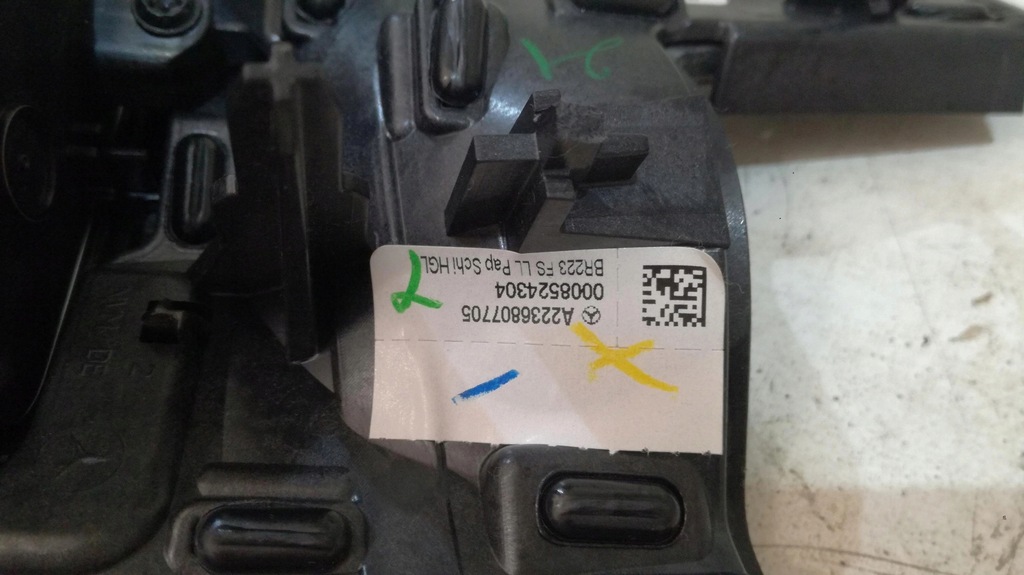 A2236807705
0008524304
BR223 FS LL Pap Schi HGL